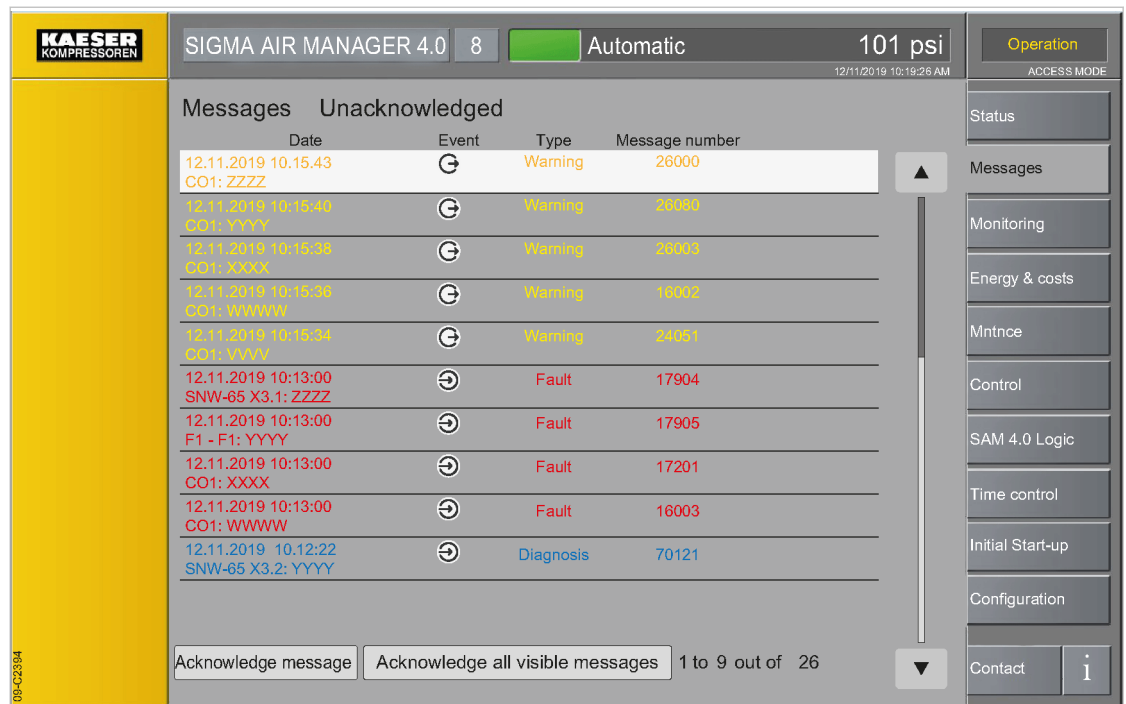 KAESER
KOMPRESSOREN
SIGMA AIR MANAGER 4.0 8 Automatic 101 psi
12/11/2019 10:19:26 AM
Operation
ACCESS MODE
Messages Unacknowledged
Date Event Type Message number
12.11.2019 10.15.43 Warning 26000
CO1: ZZZZ
12.11.2019 10:15:40 Warning 26080
CO1: YYYY
12.11.2019 10:15:38 Warning 26003
CO1: XXXX
12.11.2019 10:15:36 Warning 16002
CO1: WWWW
12.11.2019 10:15:34 Warning 24051
CO1: VVVV
12.11.2019 10:13:00 Fault 17904
SNW-65 X3.1: ZZZZ
12.11.2019 10:13:00 Fault 17905
F1 - F1: YYYY
12.11.2019 10:13:00 Fault 17201
CO1: XXXX
12.11.2019 10:13:00 Fault 16003
CO1: WWWW
12.11.2019 10.12:22 Diagnosis 70121
SNW-65 X3.2: YYYY
Acknowledge message Acknowledge all visible messages 1 to 9 out of 26
Status
Messages
Monitoring
Energy & costs
Mntnce
Control
SAM 4.0 Logic
Time control
Initial Start-up
Configuration
Contact i
09-C2394